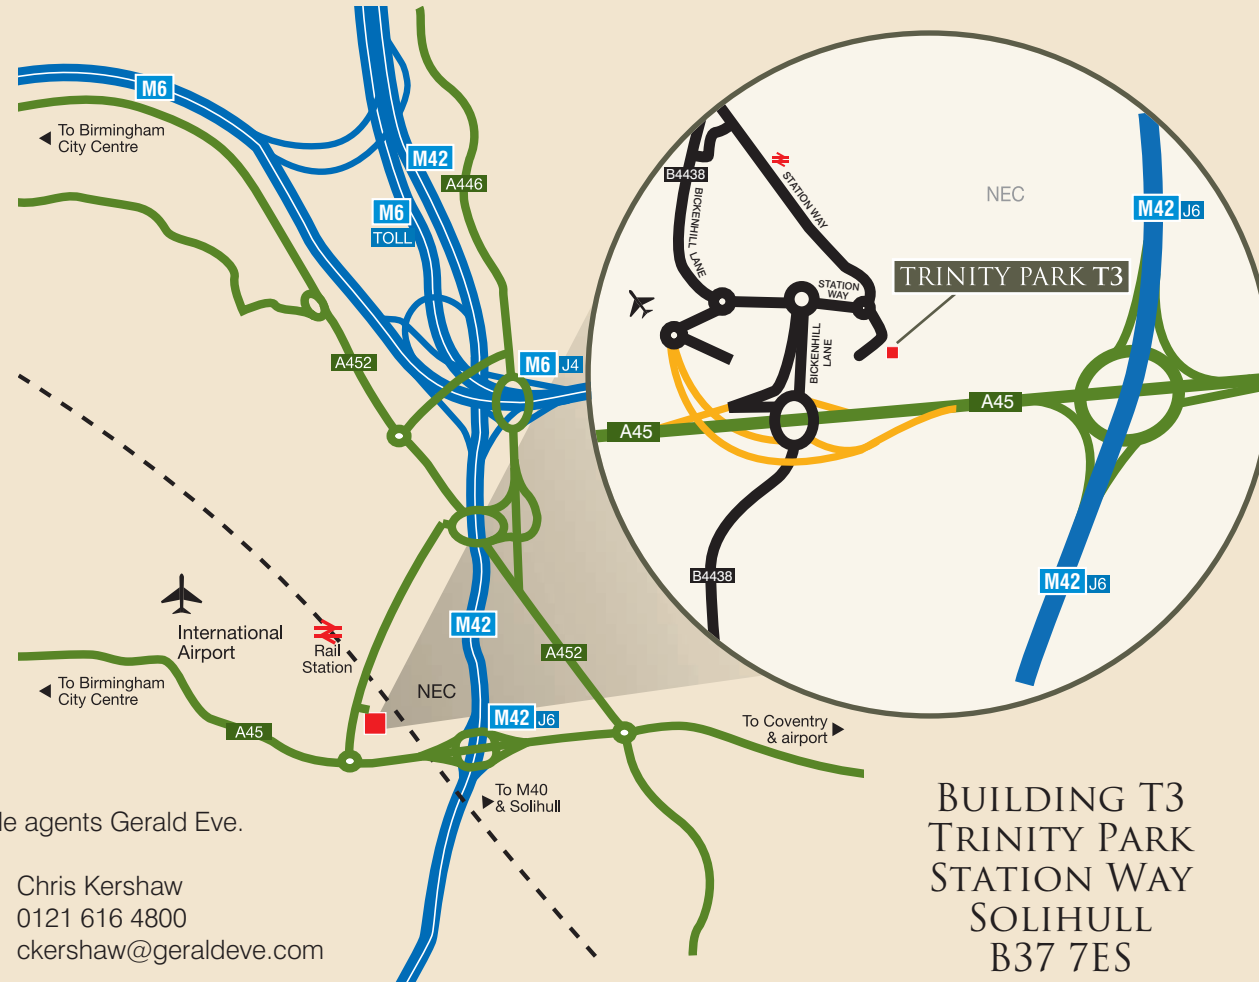 M6
To Birmingham
City Centre
M42
A446
M6
TOLL
A452
M6 J4
International
Airport
Rail
Station
M42
A452
NEC
To Birmingham
City Centre
A45
M42 J6
To Coventry
& airport
To M40
& Solihull
B4438
BICKENHILL LANE
STATION WAY
NEC
M42 J6
TRINITY PARK T3
STATION
WAY
BICKENHILL
LANE
A45
A45
B4438
M42 J6
le agents Gerald Eve.
Chris Kershaw
0121 616 4800
ckershaw@geraldeve.com
BUILDING T3
TRINITY PARK
STATION WAY
SOLIHULL
B37 7ES